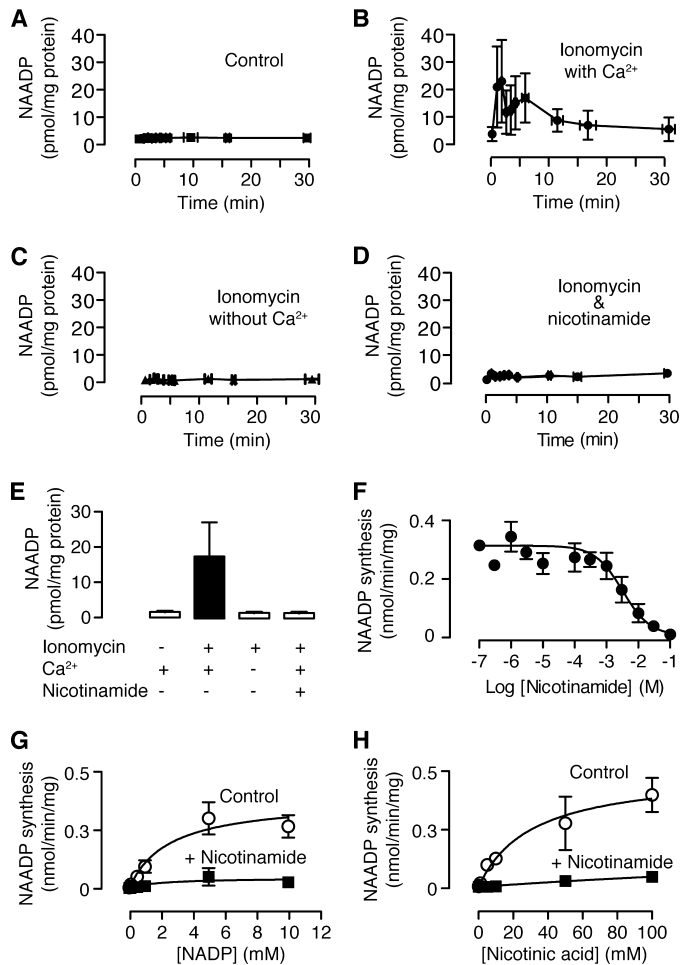 A
NAADP
(pmol/mg protein)
40
30
20
10
0
Control
0
10
20
30
Time (min)
B
NAADP
(pmol/mg protein)
40
30
20
10
0
Ionomycin
with Ca²⁺
0
10
20
30
Time (min)
C
NAADP
(pmol/mg protein)
40
30
20
10
0
Ionomycin
without Ca²⁺
0
10
20
30
Time (min)
D
NAADP
(pmol/mg protein)
40
30
20
10
0
Ionomycin
&
nicotinamide
0
10
20
30
Time (min)
E
NAADP
(pmol/mg protein)
30
20
10
0
Ionomycin - + + +
Ca²⁺ + + - +
Nicotinamide - - - +
F
NAADP synthesis
(nmol/min/mg)
0.4
0.2
0
-7 -6 -5 -4 -3 -2 -1
Log [Nicotinamide] (M)
G
NAADP synthesis
(nmol/min/mg)
0.5
0.3
0
Control
+ Nicotinamide
0 2 4 6 8 10 12
[NADP] (mM)
H
NAADP synthesis
(nmol/min/mg)
0.5
0.3
0
Control
+ Nicotinamide
0 20 40 60 80 100
[Nicotinic acid] (mM)